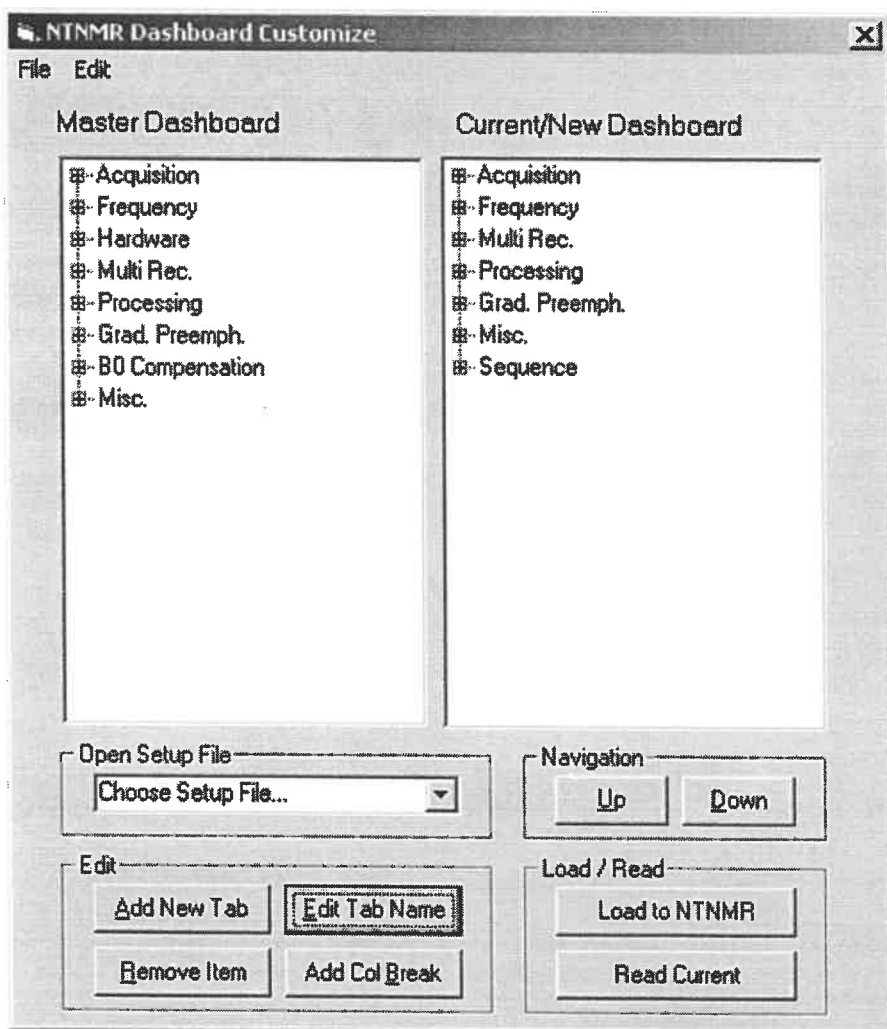 NTNMR Dashboard Customize
File Edit
Master Dashboard
Acquisition
Frequency
Hardware
Multi Rec.
Processing
Grad. Preemph.
B0 Compensation
Misc.
Current/New Dashboard
Acquisition
Frequency
Multi Rec.
Processing
Grad. Preemph.
Misc.
Sequence
Open Setup File
Choose Setup File...
Navigation
Up Down
Edit
Add New Tab Edit Tab Name
Remove Item Add Col Break
Load / Read
Load to NTNMR
Read Current